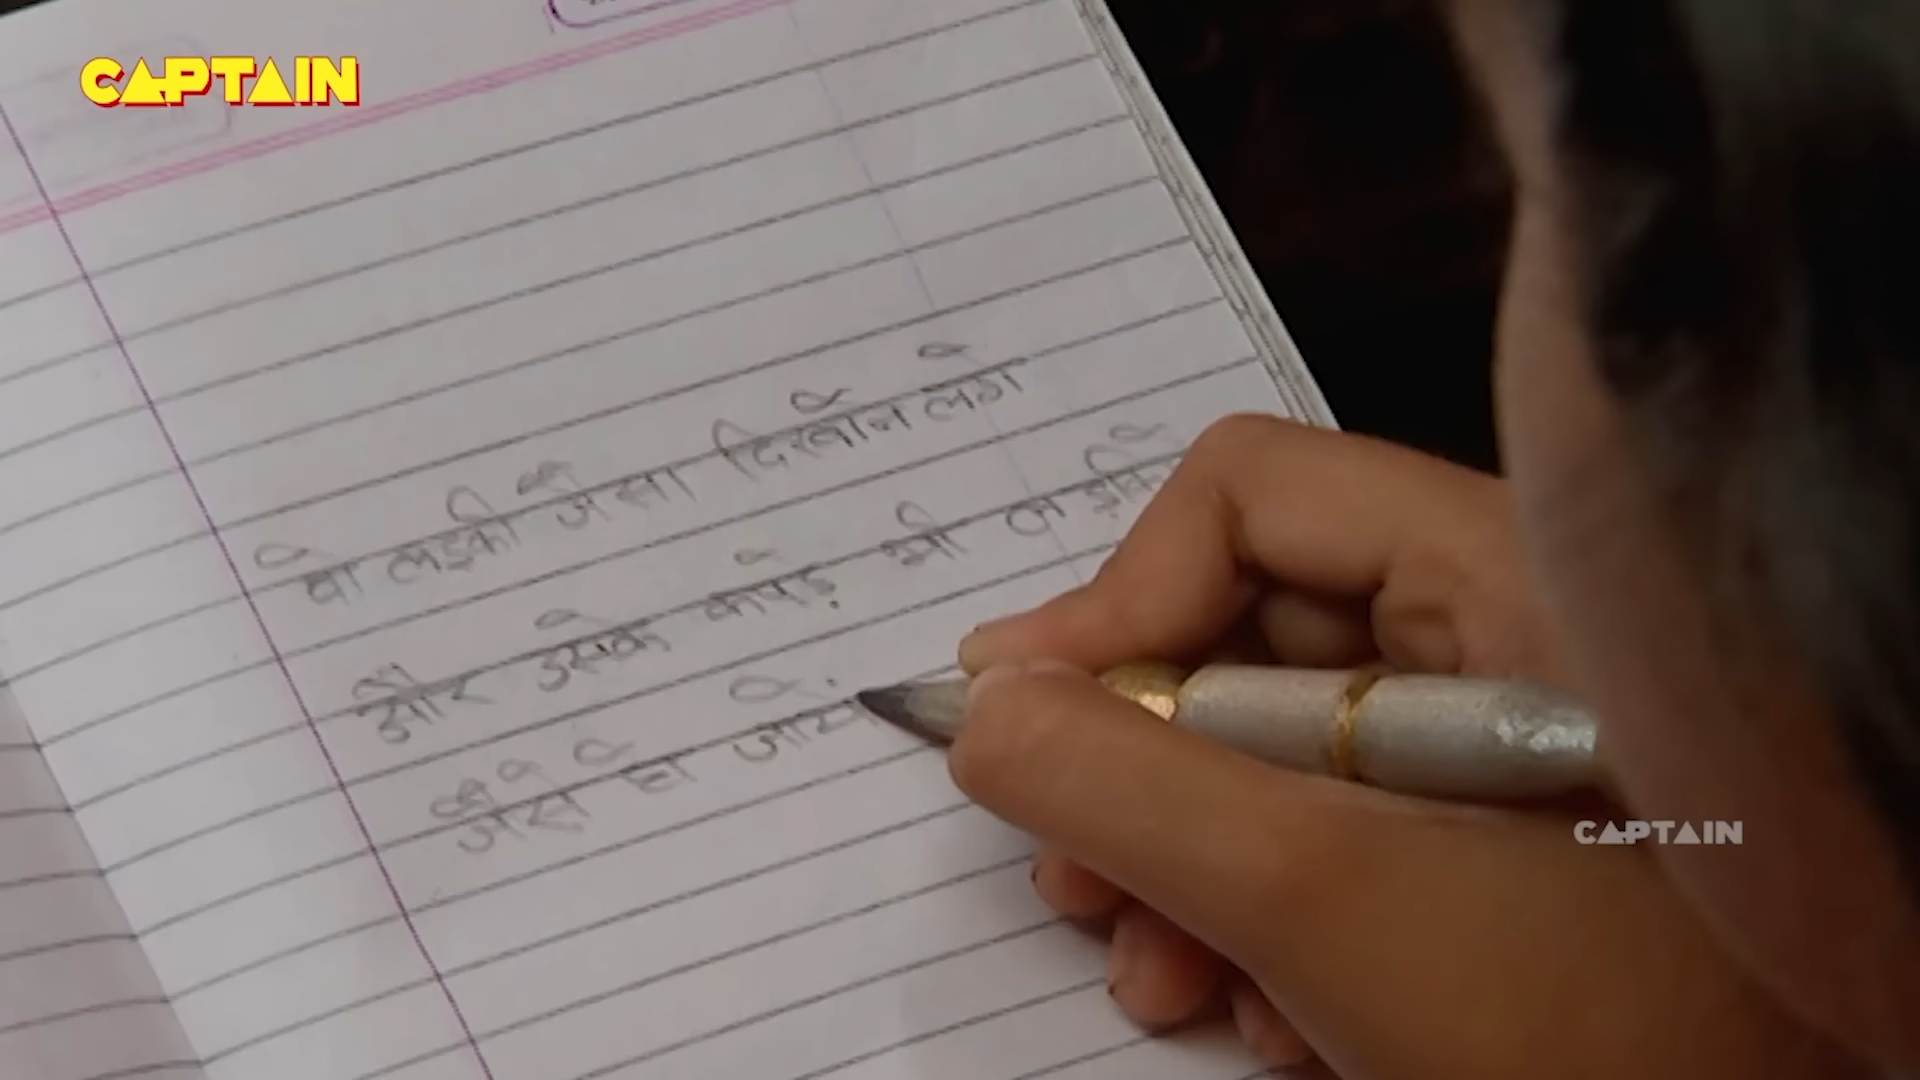 CAPTAIN
वो लड़की जैसा दिखने लगे
और उसके कपड़े भी
जैसे हो जायें
CAPTAIN